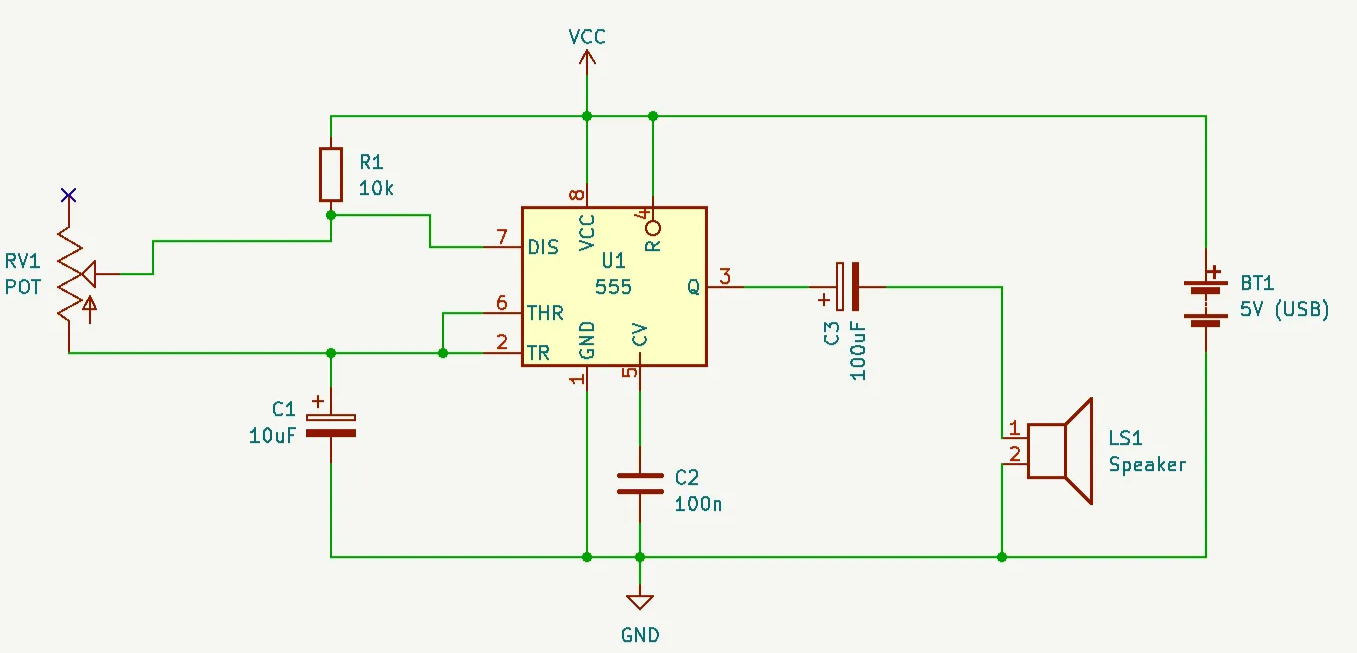 VCC
R1
10k
RV1
POT
7
DIS
8
VCC
4
R
U1
555
6
THR
2
TR
GND
1
CV
5
Q
3
+
C3
100uF
+
BT1
5V (USB)
+
C1
10uF
C2
100n
1
2
LS1
Speaker
GND